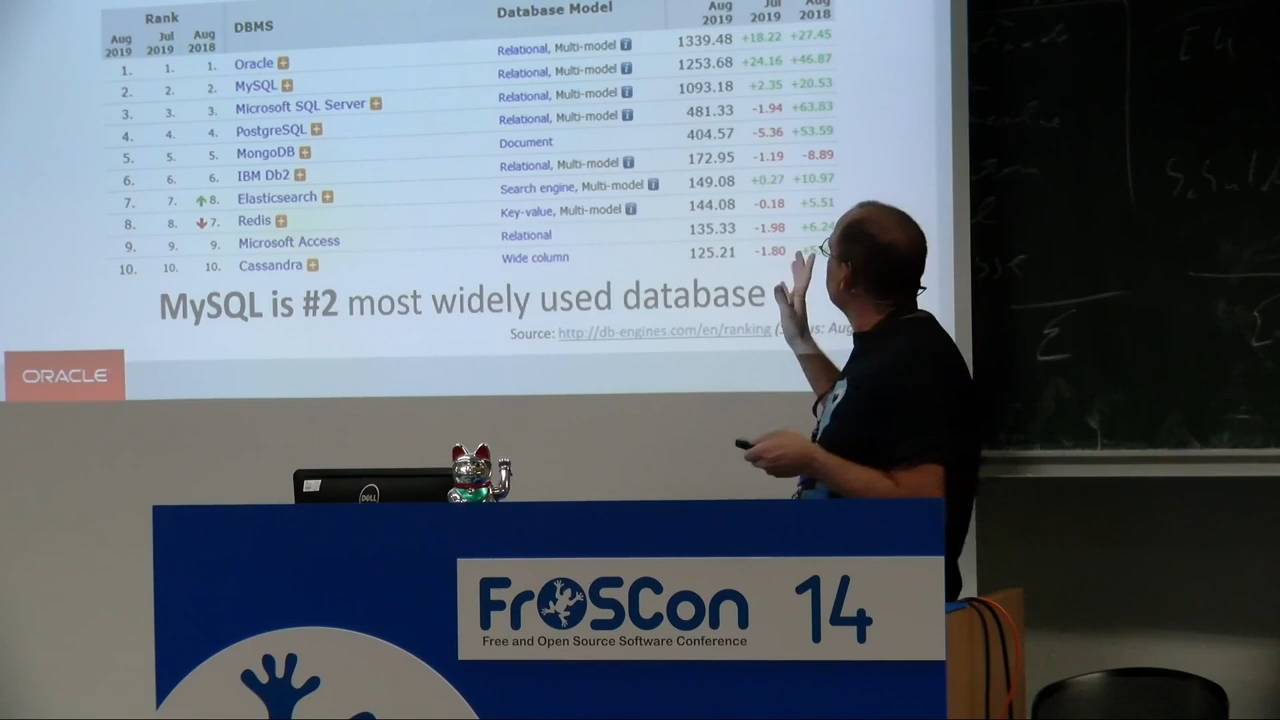 Rank
DBMS
Database Model
Aug 2019 Jul 2019 Aug 2018
Aug 2019 Jul 2019 Aug 2018
1. 1. 1. Oracle Relational, Multi-model 1339.48 +18.22 +27.45
2. 2. 2. MySQL Relational, Multi-model 1253.68 +24.16 +46.87
3. 3. 3. Microsoft SQL Server Relational, Multi-model 1093.18 +2.35 +20.53
4. 4. 4. PostgreSQL Relational, Multi-model 481.33 -1.94 +63.83
5. 5. 5. MongoDB Document 404.57 -5.36 +53.59
6. 6. 6. IBM Db2 Relational, Multi-model 172.95 -1.19 -8.89
7. 7. 8. Elasticsearch Search engine, Multi-model 149.08 +0.27 +10.97
8. 8. 7. Redis Key-value, Multi-model 144.08 -0.18 +5.51
9. 9. 9. Microsoft Access Relational 135.33 -1.98
10. 10. 10. Cassandra Wide column 125.21 -1.80
MySQL is #2 most widely used database
Source: http://db-engines.com/en/ranking
ORACLE
DELL
FrOSCon 14
Free and Open Source Software Conference